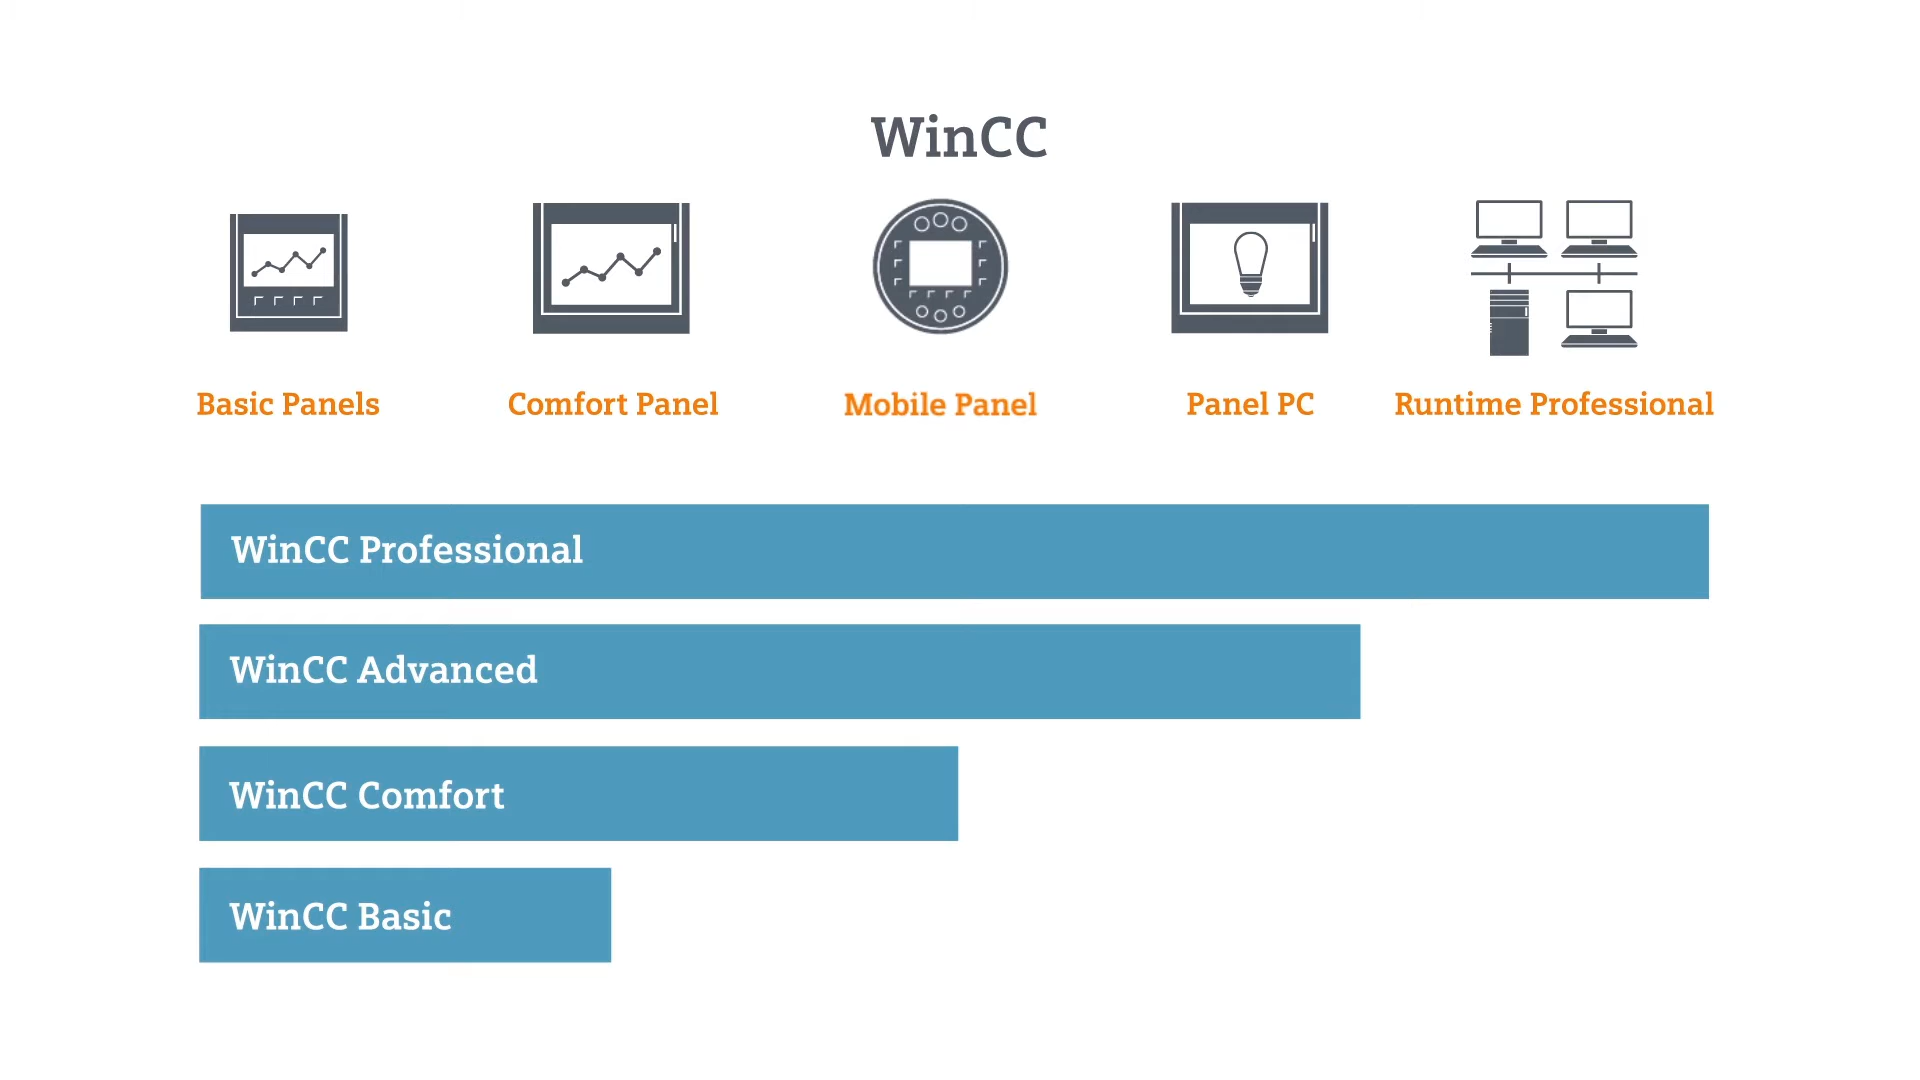 WinCC
Basic Panels
Comfort Panel
Mobile Panel
Panel PC
Runtime Professional
WinCC Professional
WinCC Advanced
WinCC Comfort
WinCC Basic